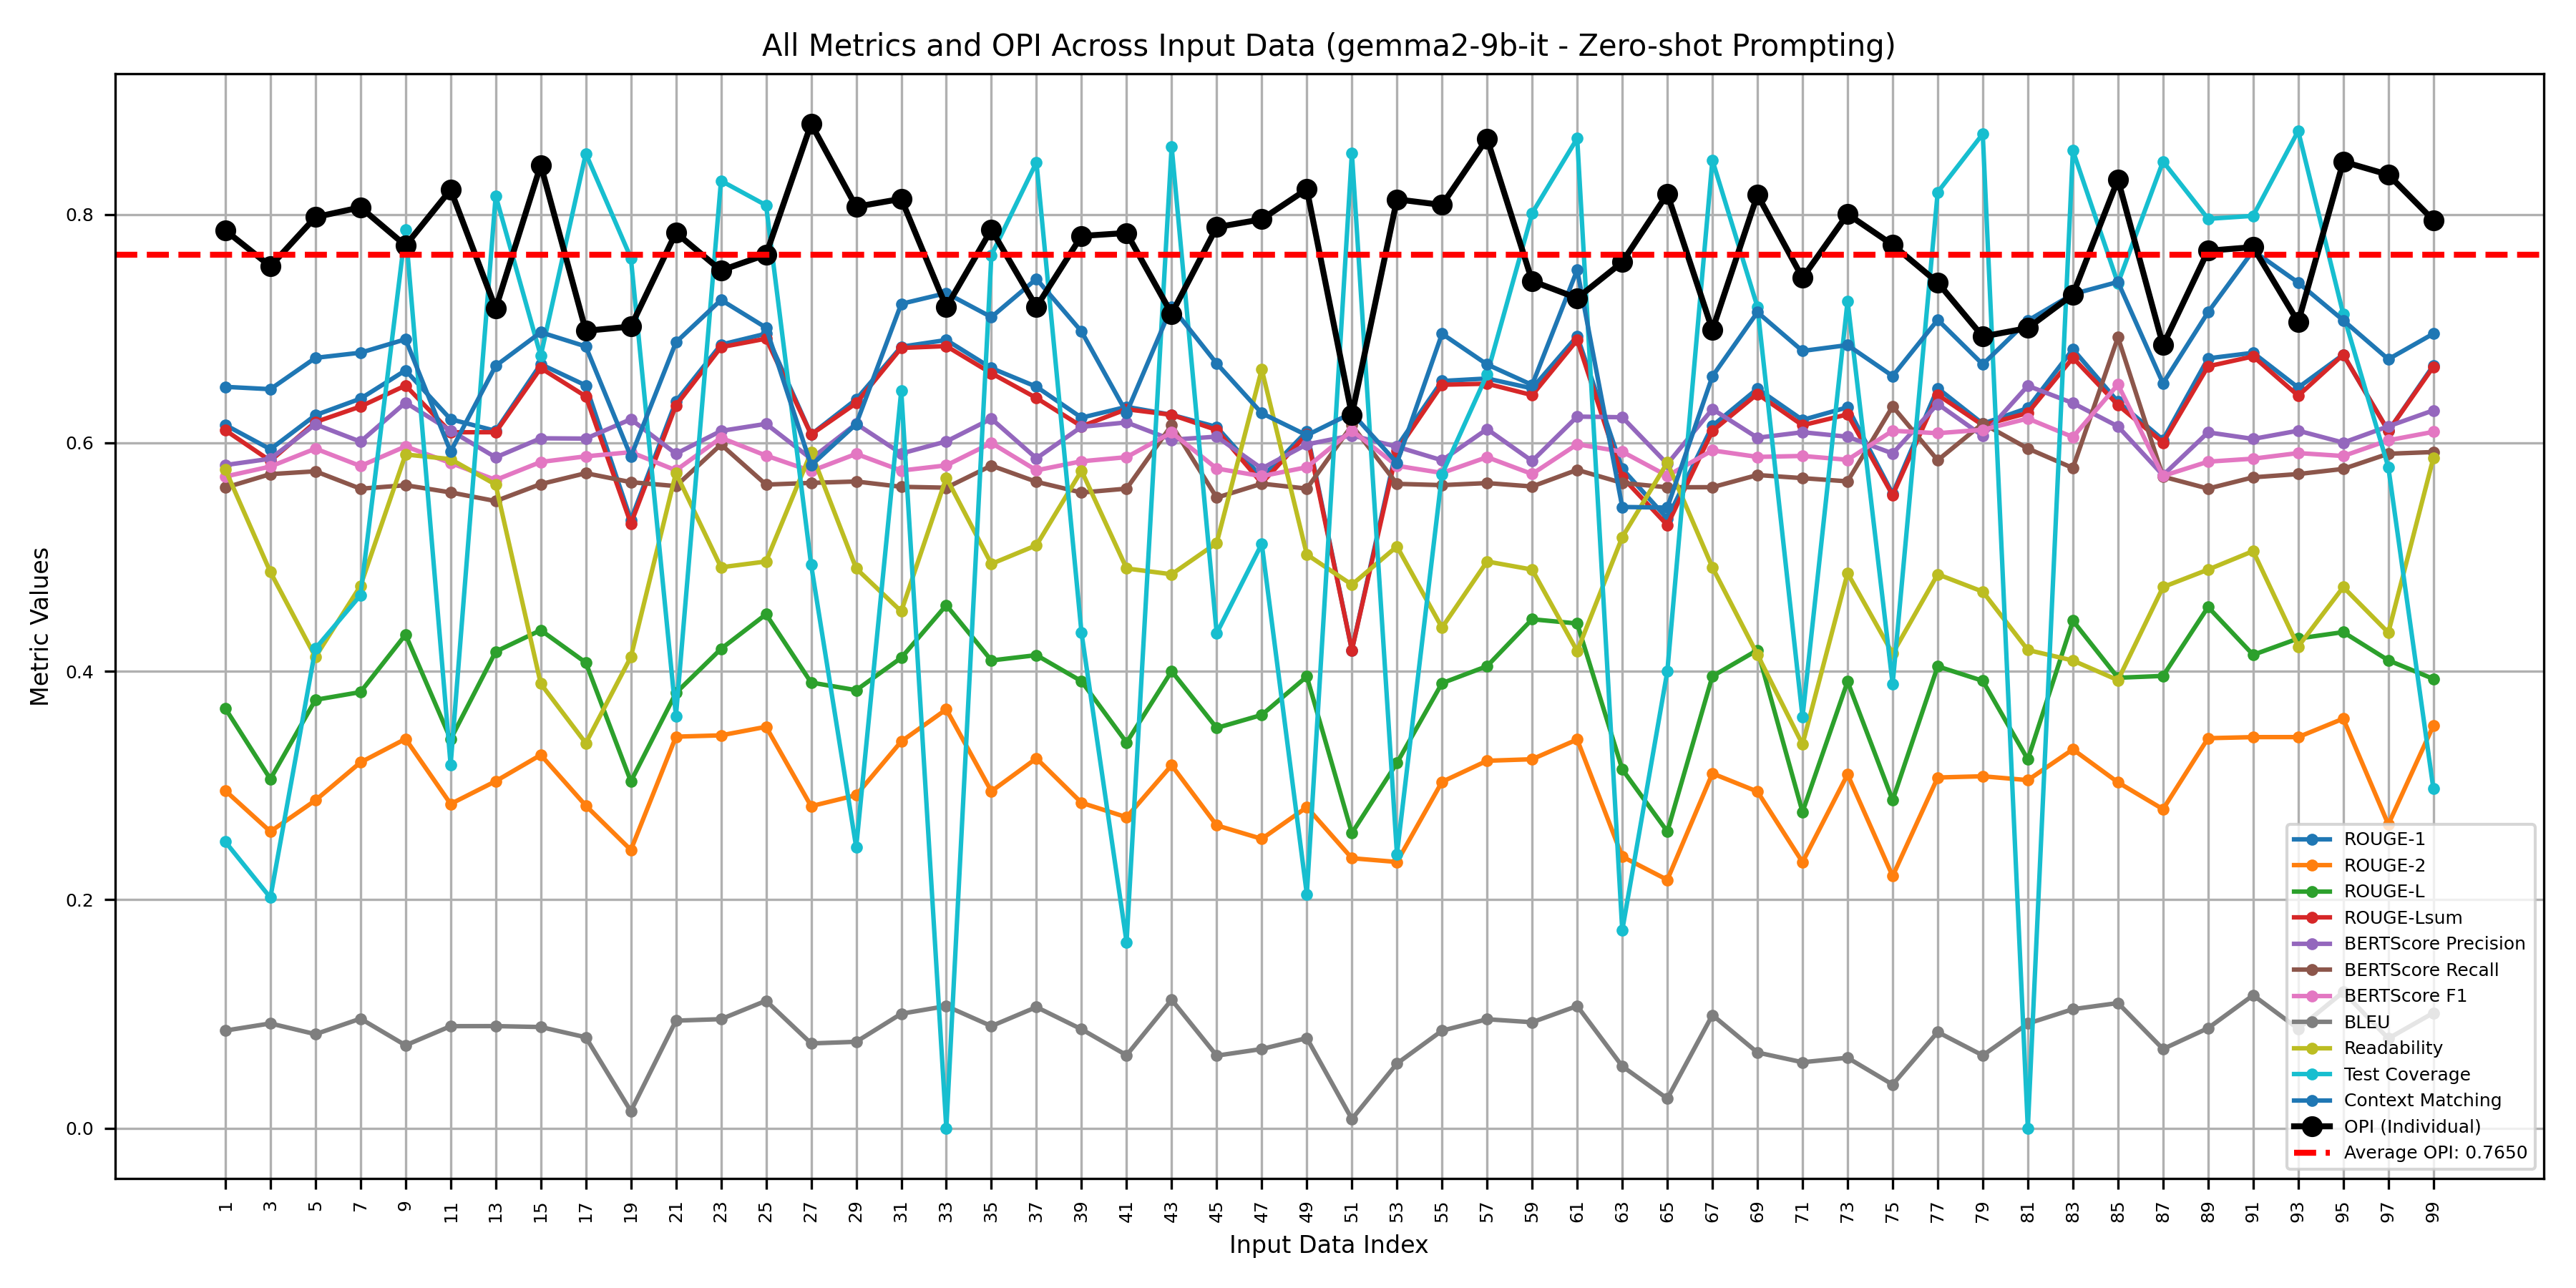 All Metrics and OPI Across Input Data (gemma2-9b-it - Zero-shot Prompting)
Metric Values
0.8
0.6
0.4
0.2
0.0
ROUGE-1
ROUGE-2
ROUGE-L
ROUGE-Lsum
BERTScore Precision
BERTScore Recall
BERTScore F1
BLEU
Readability
Test Coverage
Context Matching
OPI (Individual)
Average OPI: 0.7650
1 3 5 7 9 11 13 15 17 19 21 23 25 27 29 31 33 35 37 39 41 43 45 47 49 51 53 55 57 59 61 63 65 67 69 71 73 75 77 79 81 83 85 87 89 91 93 95 97 99
Input Data Index